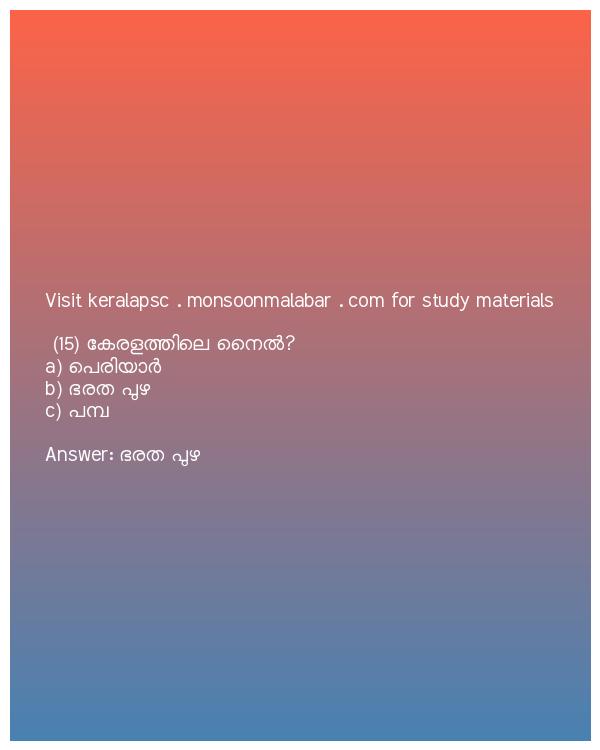 Visit keralapsc . monsoonmalabar . com for study materials
(15) കേരളത്തിലെ നൈൽ?
a) പെരിയാർ
b) ഭരത പുഴ
c) പമ്പ
Answer: ഭരത പുഴ